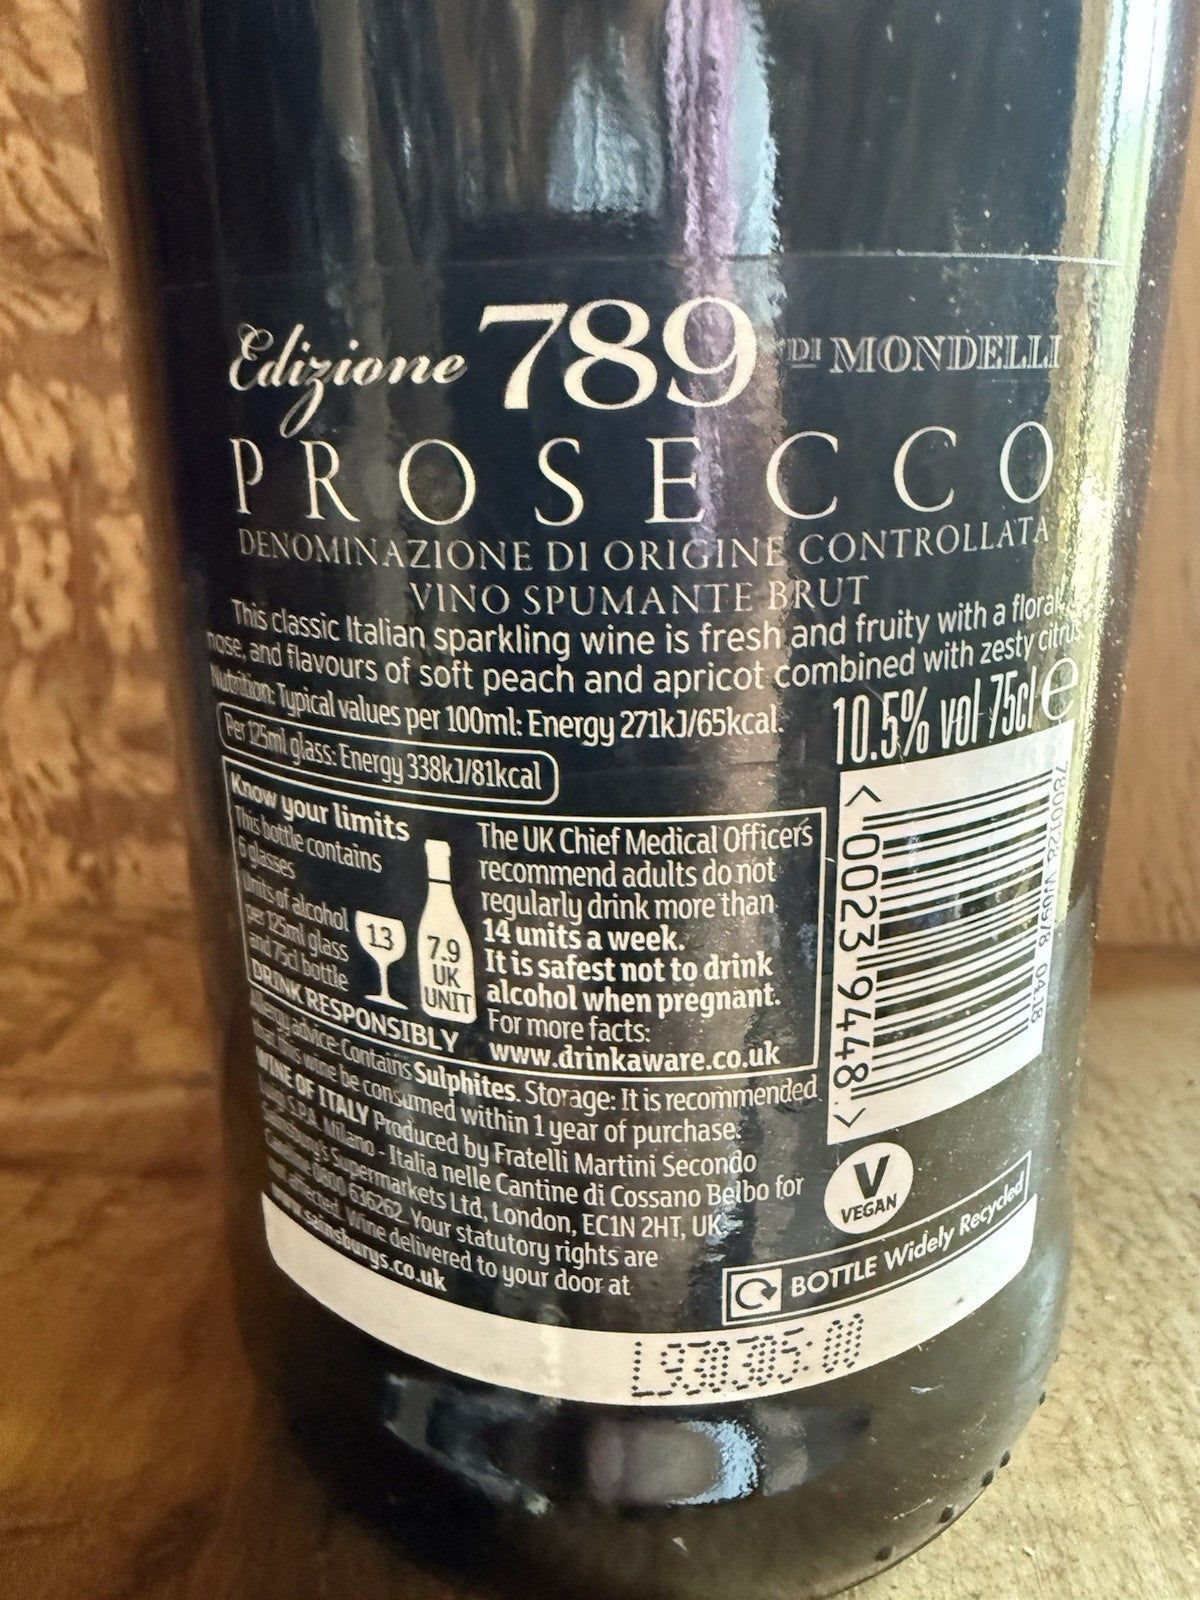 Edizione 789 DI MONDELLI
PROSECCO
DENOMINAZIONE DI ORIGINE CONTROLLATA
VINO SPUMANTE BRUT
This classic Italian sparkling wine is fresh and fruity with a floral
nose, and flavours of soft peach and apricot combined with zesty citrus
Nutrition: Typical values per 100ml: Energy 271kJ/65kcal.
Per 125ml glass: Energy 338kJ/81kcal
10.5% vol 75cl e
Know your limits
This bottle contains
6 glasses
Units of alcohol
per 125ml glass
and 75cl bottle
1.3
7.9
UK
UNIT
DRINK RESPONSIBLY
The UK Chief Medical Officers
recommend adults do not
regularly drink more than
14 units a week.
It is safest not to drink
alcohol when pregnant.
For more facts:
www.drinkaware.co.uk
< 0023 9448 >
Allergy advice: Contains Sulphites. Storage: It is recommended
that this wine be consumed within 1 year of purchase.
WINE OF ITALY Produced by Fratelli Martini Secondo
Luigi S.P.A. Milano - Italia nelle Cantine di Cossano Belbo for
Sainsbury's Supermarkets Ltd, London, EC1N 2HT, UK
Careline 0800 636262. Your statutory rights are
not affected. Wine delivered to your door at
www.sainsburys.co.uk
V
VEGAN
BOTTLE Widely Recycled
L930305:00